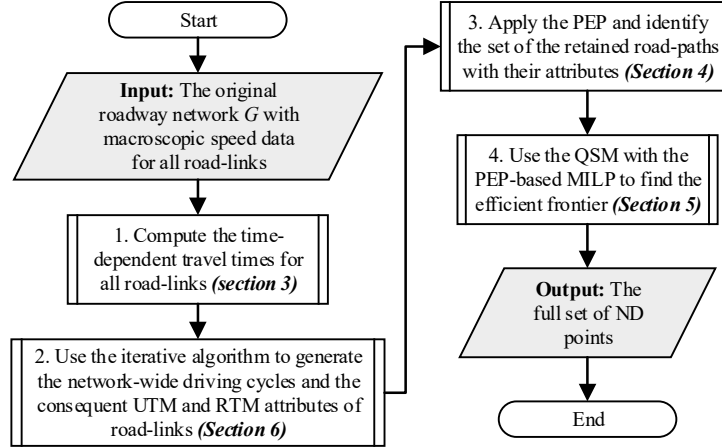 Start
Input: The
original
roadway network G with
macroscopic speed data
for all road-links
1. Compute the time-
dependent travel times for
all road-links (section 3)
2. Use the iterative algorithm to generate
the network-wide driving cycles and the
consequent UTM and RTM attributes of
road-links (Section 6)
3. Apply the PEP and identify
the set of the retained road-paths
with their attributes (Section 4)
4. Use the QSM with the
PEP-based MILP to find the
efficient frontier (Section 5)
Output: The
full set of ND
points
End